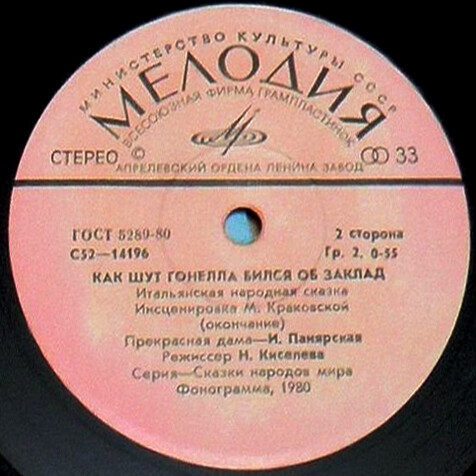 МИНИСТЕРСТВО КУЛЬТУРЫ СССР
МЕЛОДИЯ
ВСЕСОЮЗНАЯ ФИРМА ГРАМПЛАСТИНОК
СТЕРЕО 33
АПРЕЛЕВСКИЙ ОРДЕНА ЛЕНИНА ЗАВОД
ГОСТ 5289-80 2 сторона
С52—14196 Гр. 2. 0-55
КАК ШУТ ГОНЕЛЛА БИЛСЯ ОБ ЗАКЛАД
Итальянская народная сказка
Инсценировка М. Краковской
(окончание)
Прекрасная дама—И. Панярская
Режиссер Н. Киселева
Серия—Сказки народов мира
Фонограмма, 1980